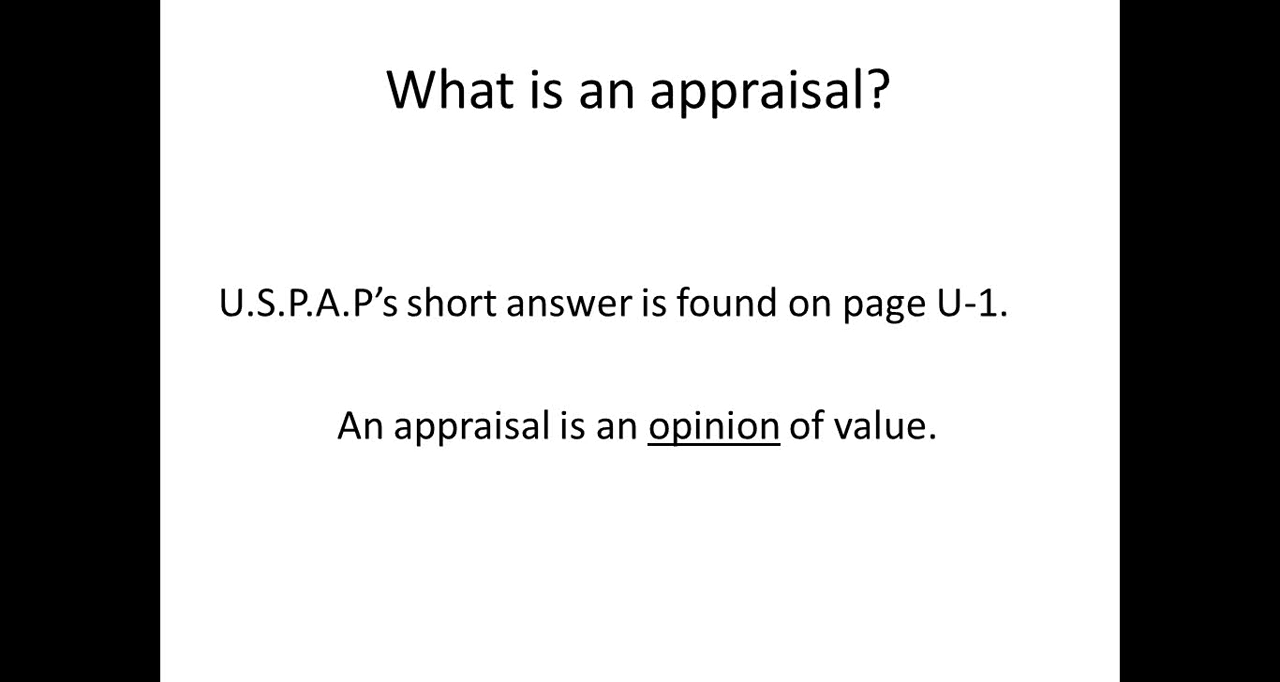 What is an appraisal?
U.S.P.A.P’s short answer is found on page U-1.
An appraisal is an opinion of value.